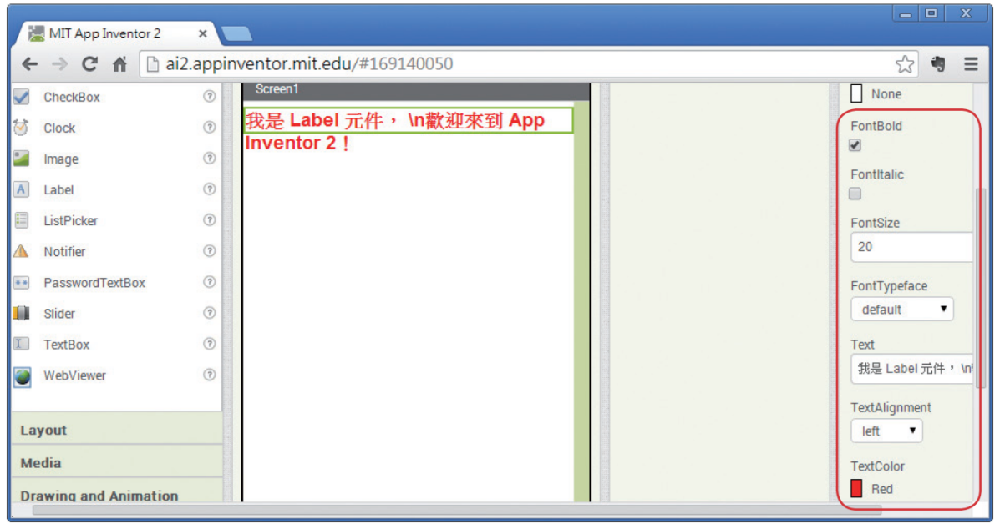 MIT App Inventor 2
ai2.appinventor.mit.edu/#169140050
CheckBox
Clock
Image
Label
ListPicker
Notifier
PasswordTextBox
Slider
TextBox
WebViewer
Layout
Media
Drawing and Animation
Screen1
我是 Label 元件， \n歡迎來到 App
Inventor 2！
None
FontBold
FontItalic
FontSize
20
FontTypeface
default
Text
我是 Label 元件， \n
TextAlignment
left
TextColor
Red